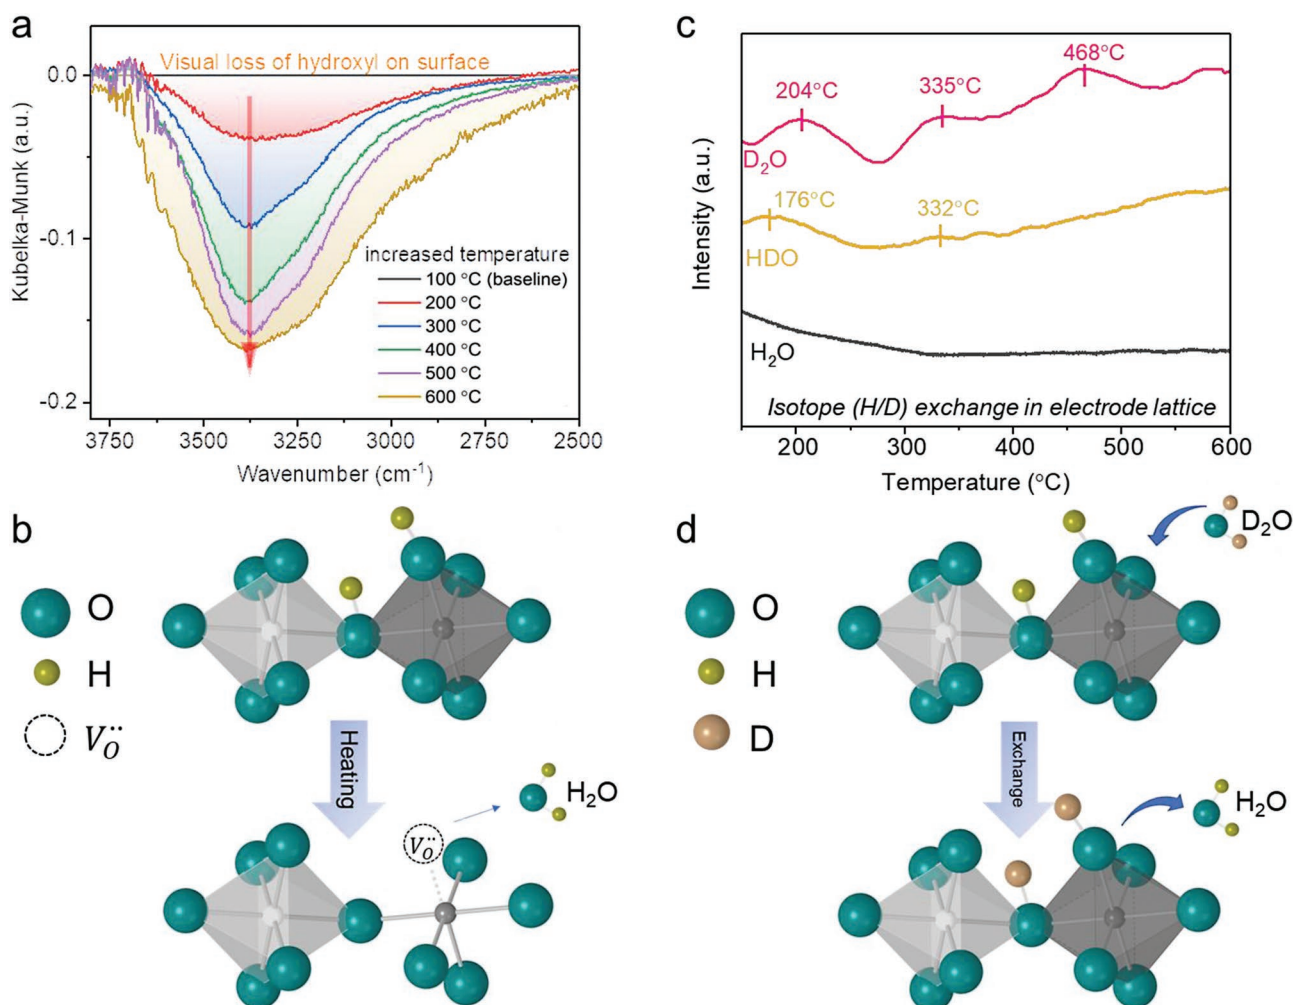 a
Visual loss of hydroxyl on surface
0.0
-0.1
-0.2
Kubelka-Munk (a.u.)
increased temperature
100 °C (baseline)
200 °C
300 °C
400 °C
500 °C
600 °C
3750 3500 3250 3000 2750 2500
Wavenumber (cm⁻¹)
c
468°C
335°C
204°C
D₂O
176°C
332°C
HDO
H₂O
Intensity (a.u.)
Isotope (H/D) exchange in electrode lattice
200 300 400 500 600
Temperature (°C)
b
O
H
V_O^¨
Heating
V_O^¨
H₂O
d
D₂O
O
H
D
Exchange
H₂O